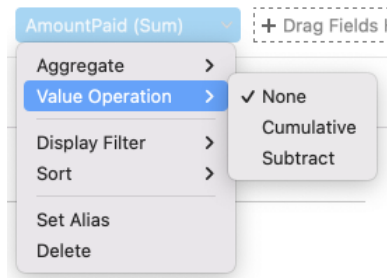 AmountPaid (Sum)
+ Drag Fields
Aggregate
Value Operation
✓ None
Cumulative
Subtract
Display Filter
Sort
Set Alias
Delete